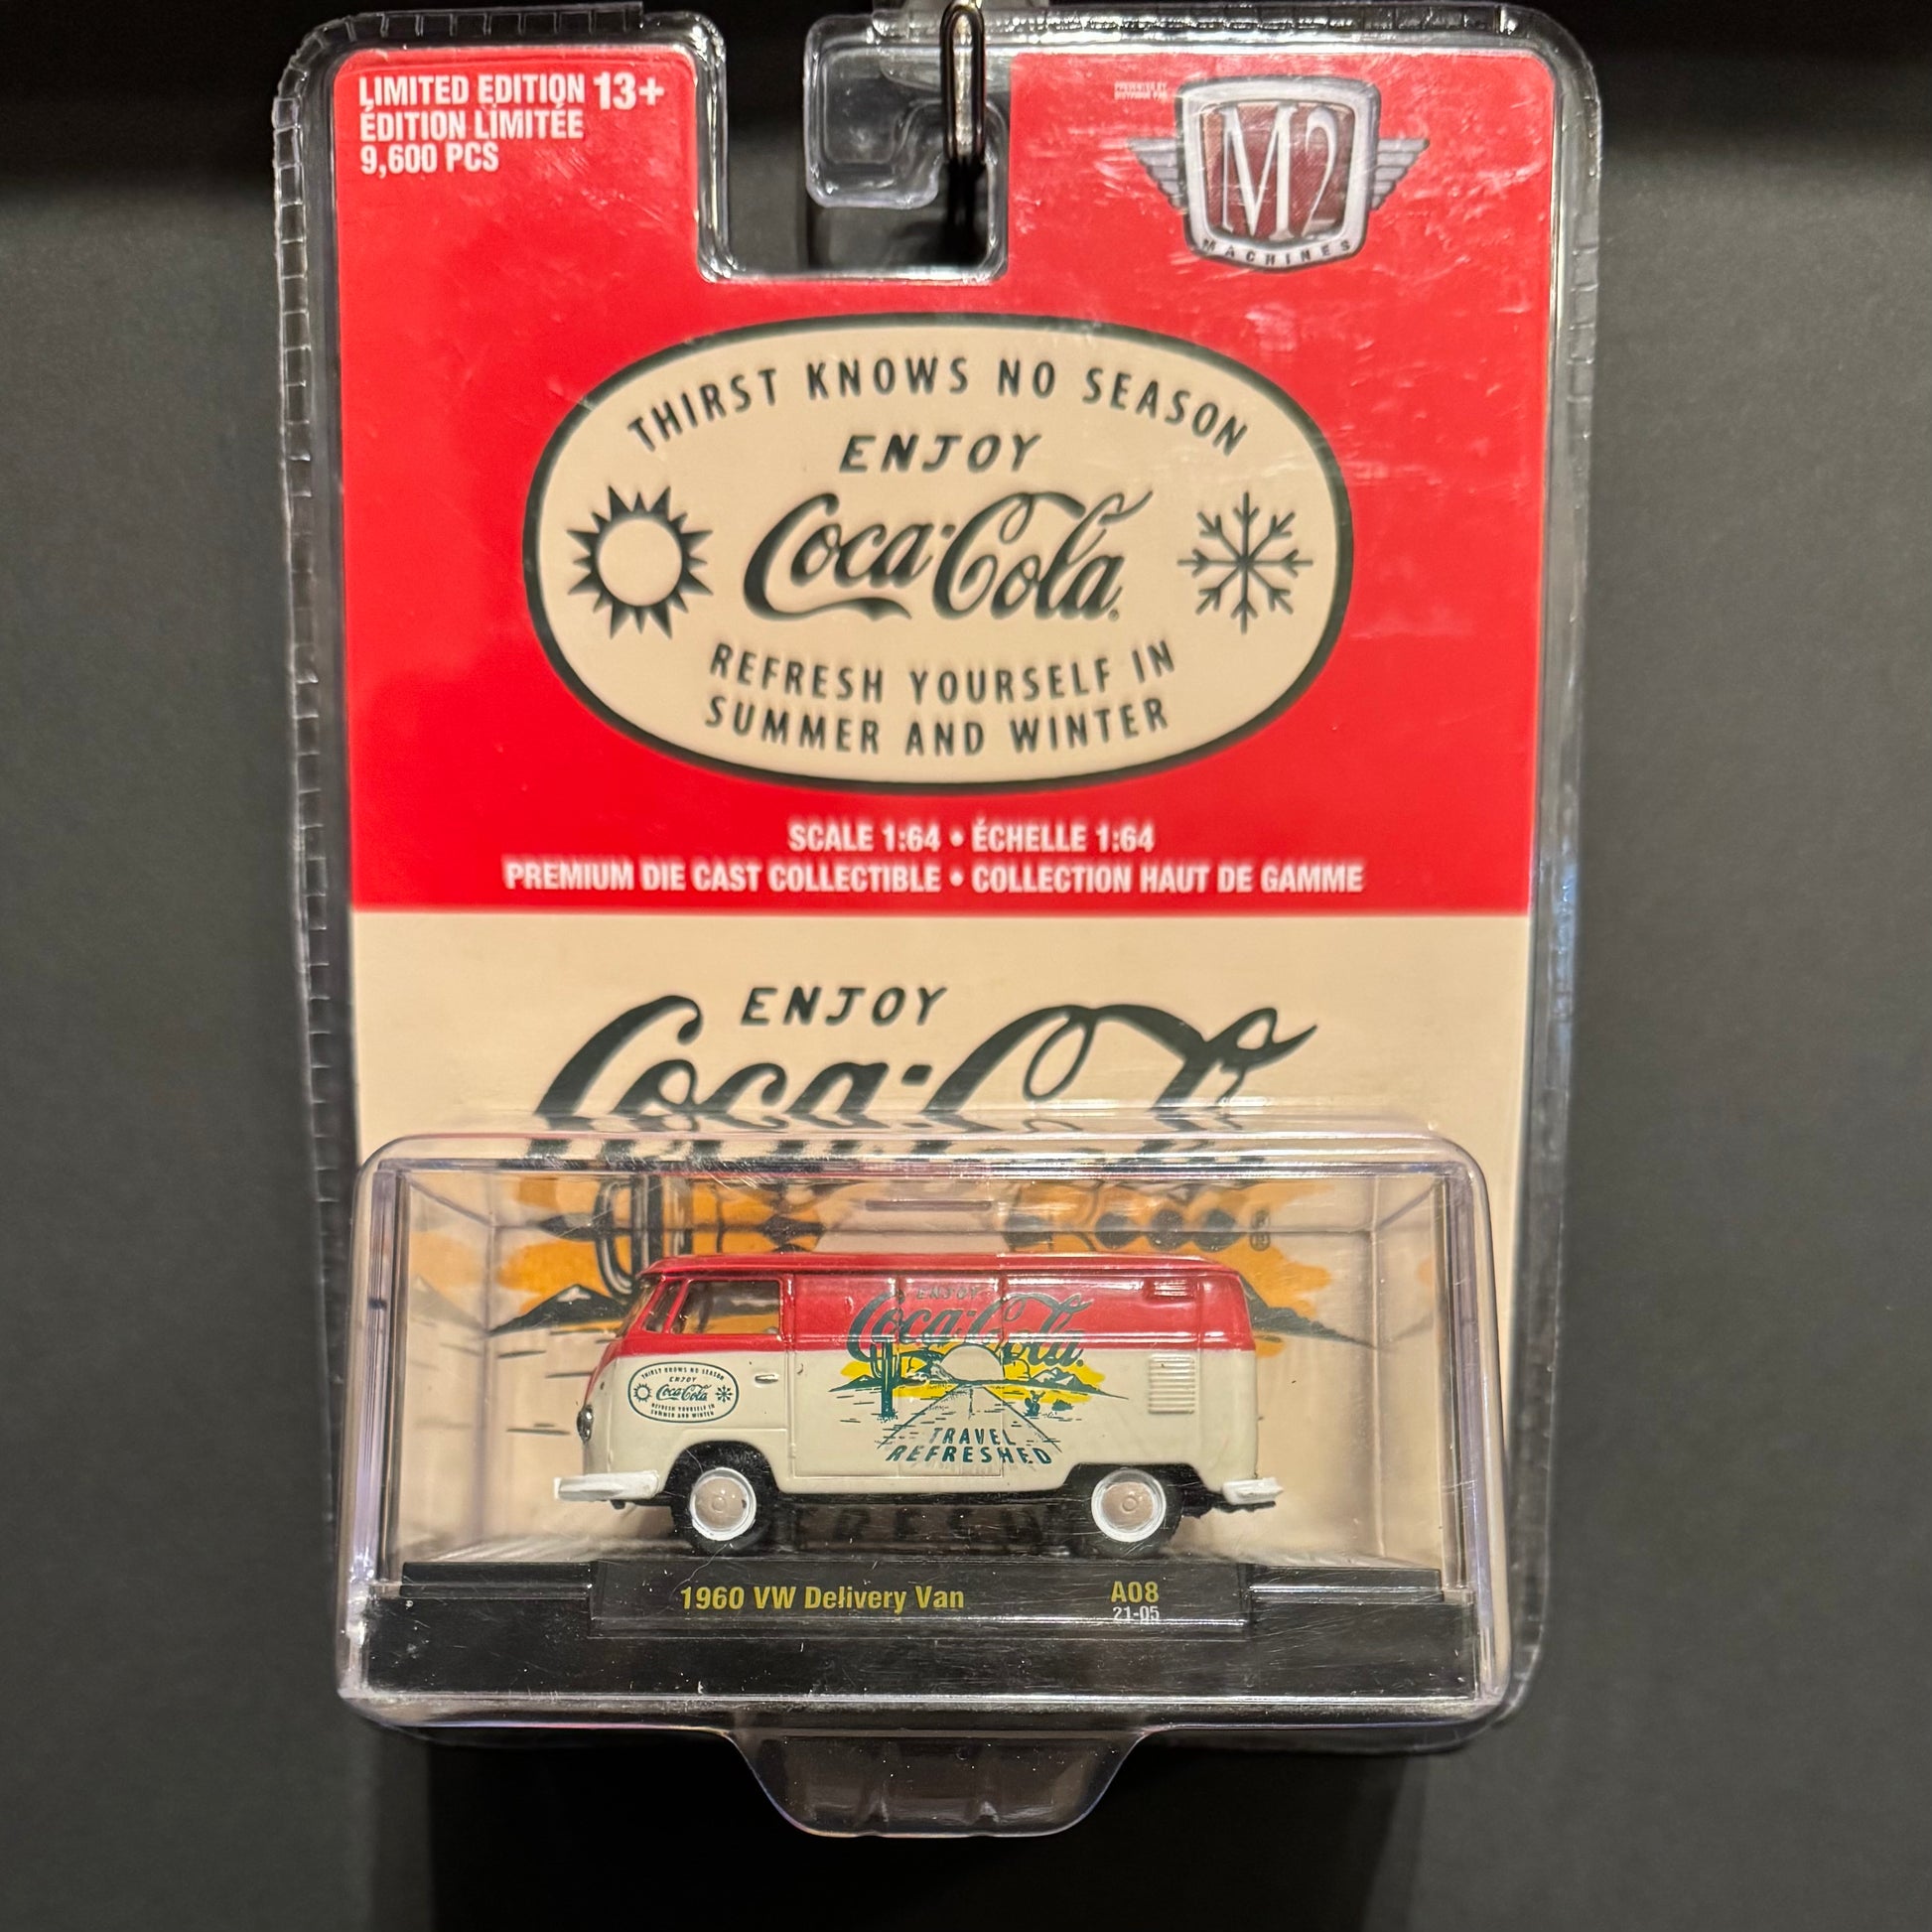 LIMITED EDITION 13+
ÉDITION LIMITÉE
9,600 PCS
M2
MACHINES
THIRST KNOWS NO SEASON
ENJOY
Coca-Cola
REFRESH YOURSELF IN
SUMMER AND WINTER
SCALE 1:64 • ÉCHELLE 1:64
PREMIUM DIE CAST COLLECTIBLE • COLLECTION HAUT DE GAMME
ENJOY
Coca-Cola
ENJOY
Coca-Cola
THIRST KNOWS NO SEASON
ENJOY
Coca-Cola
REFRESH YOURSELF IN
SUMMER AND WINTER
TRAVEL
REFRESHED
1960 VW Delivery Van A08
21-05